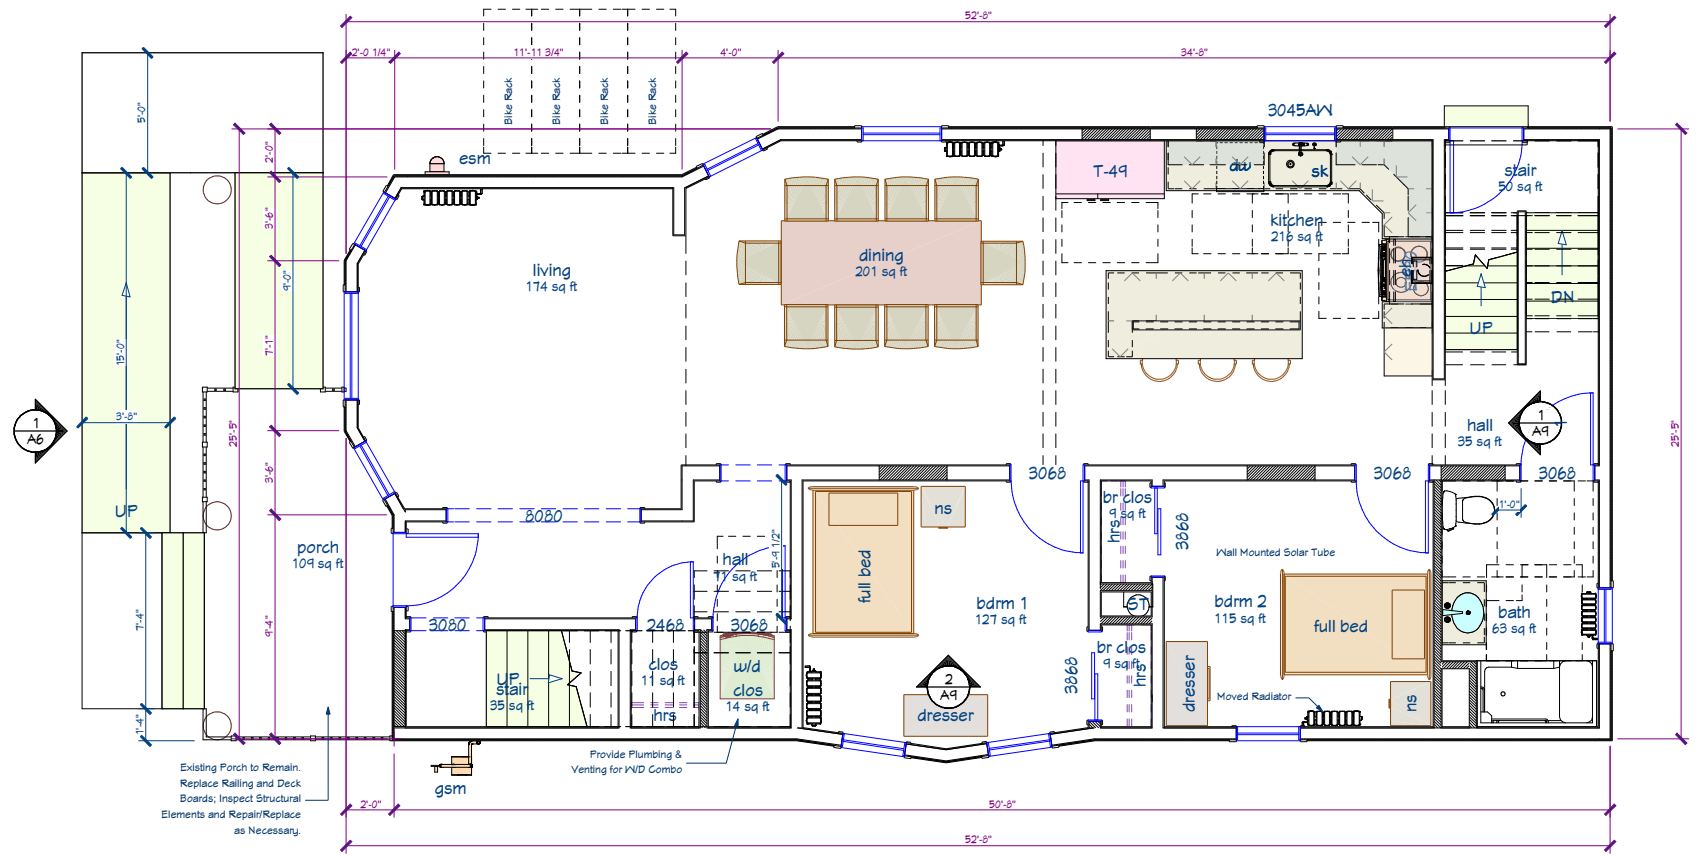 52'-8"
2'-0 1/4"
11'-11 3/4"
4'-0"
34'-8"
Bike Rack
Bike Rack
Bike Rack
Bike Rack
5'-0"
2'-0"
3045AW
esm
T-49
dw
sk
stair
50 sq ft
3'-6"
9'-0"
kitchen
216 sq ft
dining
201 sq ft
living
174 sq ft
DN
UP
15'-0"
7'-1"
3'-8"
1
A6
25'-5"
25'-5"
hall
35 sq ft
1
A9
3'-6"
3068
3068
3068
UP
8080
ns
br clos
9 sq ft
hrs
3868
1'-0"
Wall Mounted Solar Tube
porch
109 sq ft
5'-9 1/2"
hall
71 sq ft
full bed
bdrm 1
127 sq ft
ST
bdrm 2
115 sq ft
full bed
bath
63 sq ft
7'-4"
9'-4"
3080
2468
3068
br clos
9 sq ft
hrs
3868
UP
stair
35 sq ft
clos
11 sq ft
hrs
w/d
clos
14 sq ft
2
A9
dresser
dresser
Moved Radiator
ns
1'-4"
Existing Porch to Remain.
Replace Railing and Deck
Boards; Inspect Structural
Elements and Repair/Replace
as Necessary.
gsm
Provide Plumbing &
Venting for W/D Combo
2'-0"
50'-8"
52'-8"